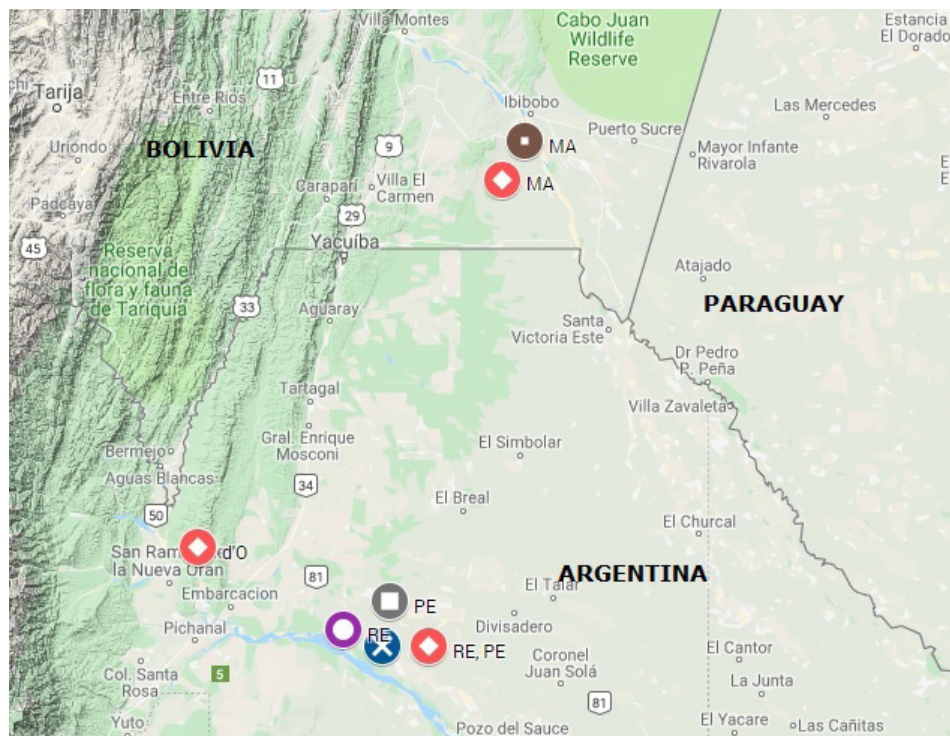 Villa Montes
Cabo Juan
Wildlife
Reserve
Estancia
El Dorado
11
Tarija
Entre Ríos
Ibibobo
Las Mercedes
Puerto Sucre
Uriondo
BOLIVIA
9
MA
Mayor Infante
Rivarola
Villa El
Carmen
Caraparí
MA
Padcaya
29
45
Yacuíba
Reserva
nacional de
flora y fauna
de Tariquía
Atajado
33
Aguaray
PARAGUAY
Santa
Victoria Este
Dr Pedro
P. Peña
Tartagal
Villa Zavaleta
Gral. Enrique
Mosconi
El Simbolar
Bermejo
Aguas Blancas
34
El Breal
50
El Churcal
San Ram
d'O
la Nueva Orán
81
ARGENTINA
El Talar
Embarcacion
PE
Divisadero
Pichanal
RE
RE, PE
El Cantor
Coronel
Juan Solá
Col. Santa
Rosa
5
La Junta
81
Yuto
Pozo del Sauce
El Yacare
Las Cañitas